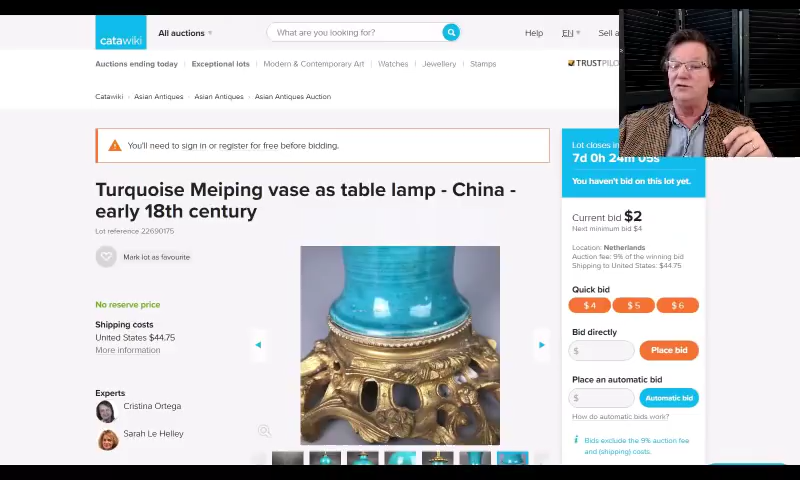 catawiki
All auctions
What are you looking for?
Help
EN
Sell a
Auctions ending today
Exceptional lots
Modern & Contemporary Art
Watches
Jewellery
Stamps
TRUSTPILO
Catawiki
Asian Antiques
Asian Antiques
Asian Antiques Auction
You'll need to sign in or register for free before bidding.
Lot closes in
7d 0h 24m 05s
You haven't bid on this lot yet.
Turquoise Meiping vase as table lamp - China -
early 18th century
Lot reference 22690175
Mark lot as favourite
Current bid $2
Next minimum bid $4
Location: Netherlands
Auction fee: 9% of the winning bid
Shipping to United States: $44.75
No reserve price
Shipping costs
United States $44.75
More information
Experts
Cristina Ortega
Sarah Le Helley
Quick bid
$ 4
$ 5
$ 6
Bid directly
$
Place bid
Place an automatic bid
$
Automatic bid
How do automatic bids work?
i Bids exclude the 9% auction fee
and (shipping) costs.